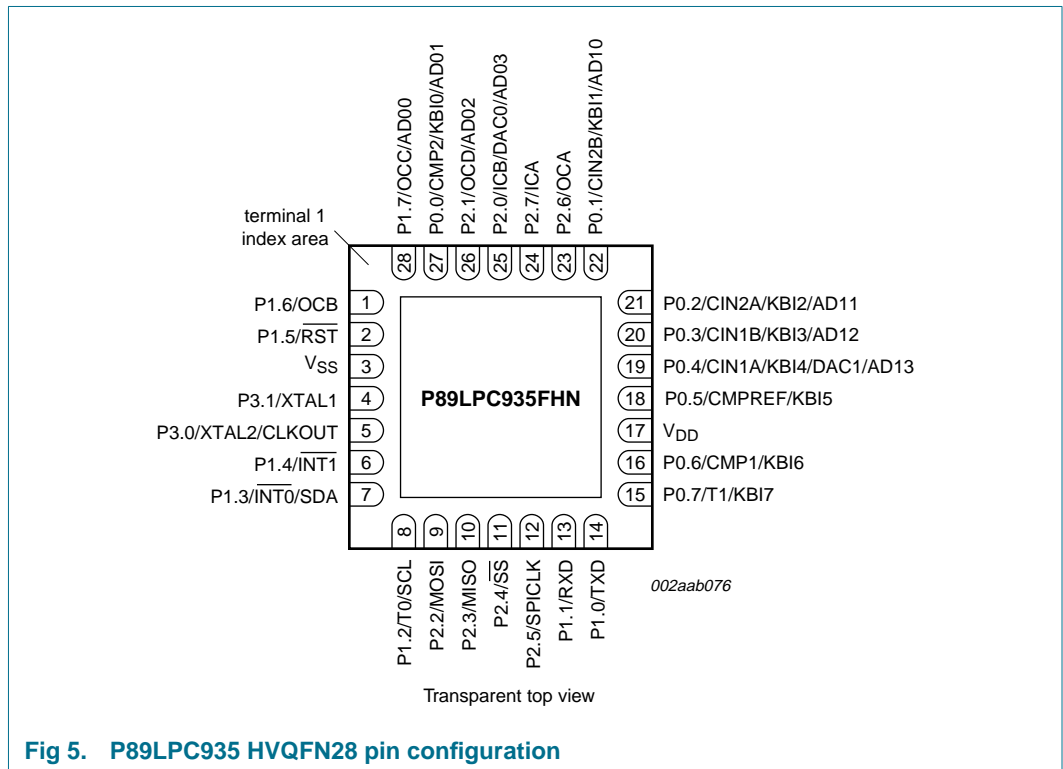 P1.7/OCC/AD00
P0.0/CMP2/KBI0/AD01
P2.1/OCD/AD02
P2.0/ICB/DAC0/AD03
P2.7/ICA
P2.6/OCA
P0.1/CIN2B/KBI1/AD10
terminal 1
index area
28 27 26 25 24 23 22
P1.6/OCB 1
P1.5/R̅S̅T̅ 2
VSS 3
P3.1/XTAL1 4
P3.0/XTAL2/CLKOUT 5
P1.4/I̅N̅T̅1̅ 6
P1.3/I̅N̅T̅0̅/SDA 7
P89LPC935FHN
21 P0.2/CIN2A/KBI2/AD11
20 P0.3/CIN1B/KBI3/AD12
19 P0.4/CIN1A/KBI4/DAC1/AD13
18 P0.5/CMPREF/KBI5
17 VDD
16 P0.6/CMP1/KBI6
15 P0.7/T1/KBI7
8 9 10 11 12 13 14
P1.2/T0/SCL
P2.2/MOSI
P2.3/MISO
P2.4/S̅S̅
P2.5/SPICLK
P1.1/RXD
P1.0/TXD
002aab076
Transparent top view
Fig 5. P89LPC935 HVQFN28 pin configuration